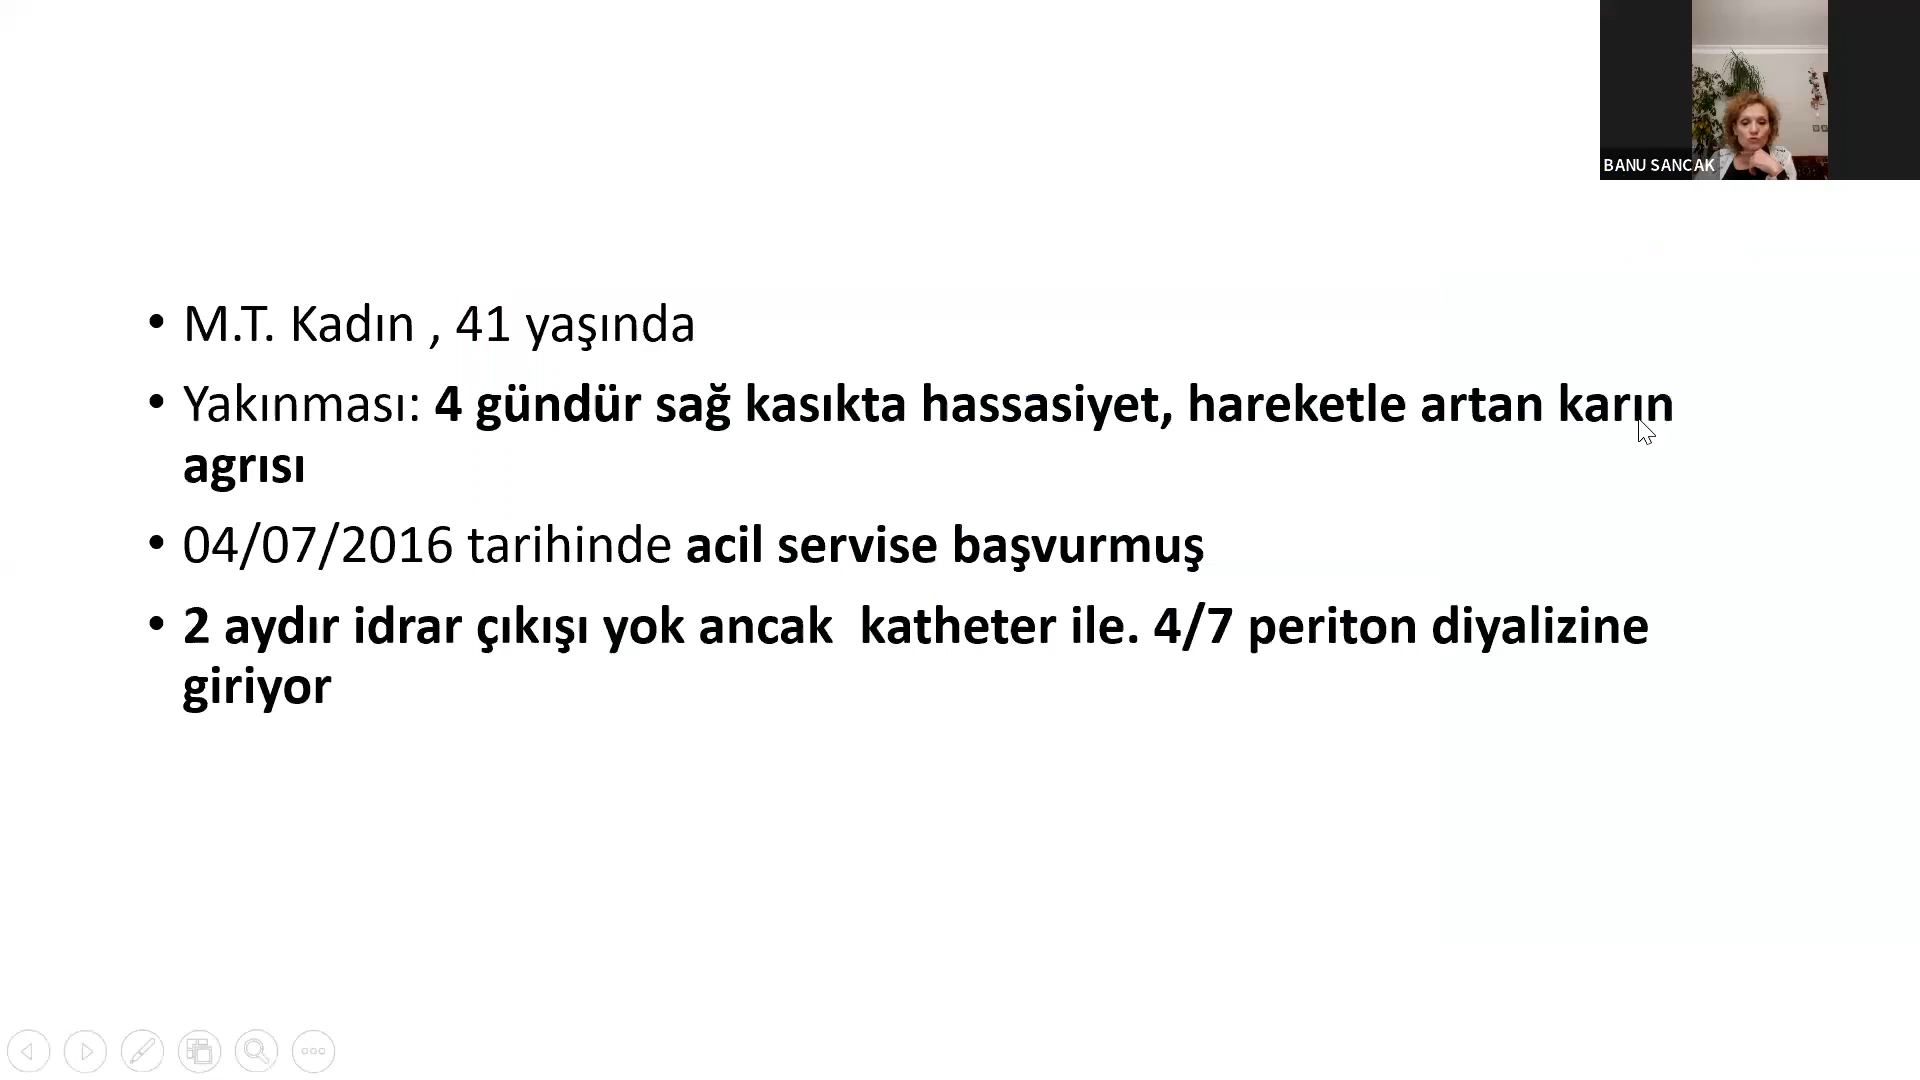 BANU SANCAK
• M.T. Kadın , 41 yaşında
• Yakınması: 4 gündür sağ kasıkta hassasiyet, hareketle artan karın
agrısı
• 04/07/2016 tarihinde acil servise başvurmuş
• 2 aydır idrar çıkışı yok ancak  katheter ile. 4/7 periton diyalizine
giriyor